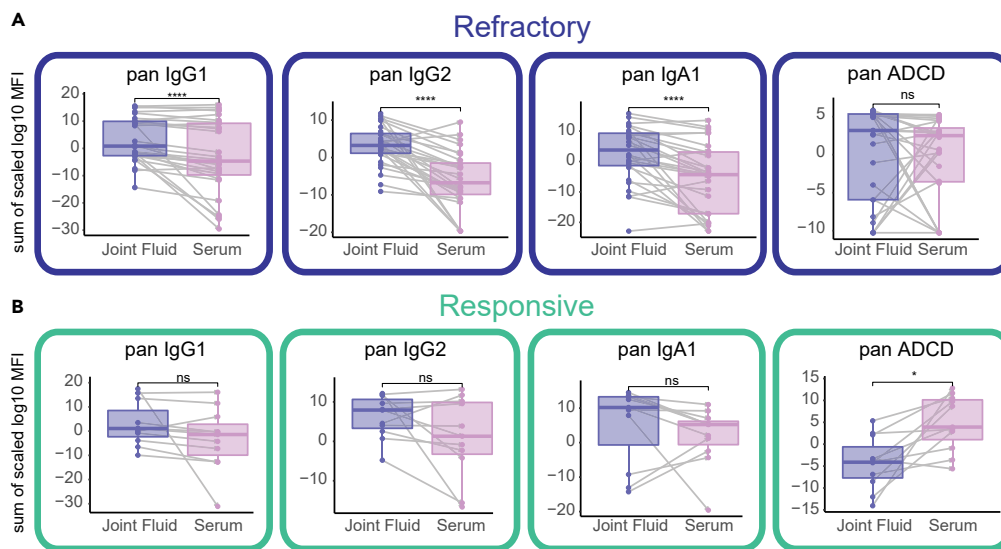 A
Refractory
sum of scaled log10 MFI
pan IgG1
20
10
0
−10
−20
−30
****
Joint Fluid Serum
pan IgG2
10
0
−10
−20
****
Joint Fluid Serum
pan IgA1
10
0
−10
−20
****
Joint Fluid Serum
pan ADCD
5
0
−5
−10
ns
Joint Fluid Serum
B
Responsive
sum of scaled log10 MFI
pan IgG1
20
10
0
−10
−20
−30
ns
Joint Fluid Serum
pan IgG2
10
0
−10
ns
Joint Fluid Serum
pan IgA1
10
0
−20
ns
Joint Fluid Serum
pan ADCD
15
10
5
0
−5
−10
−15
*
Joint Fluid Serum